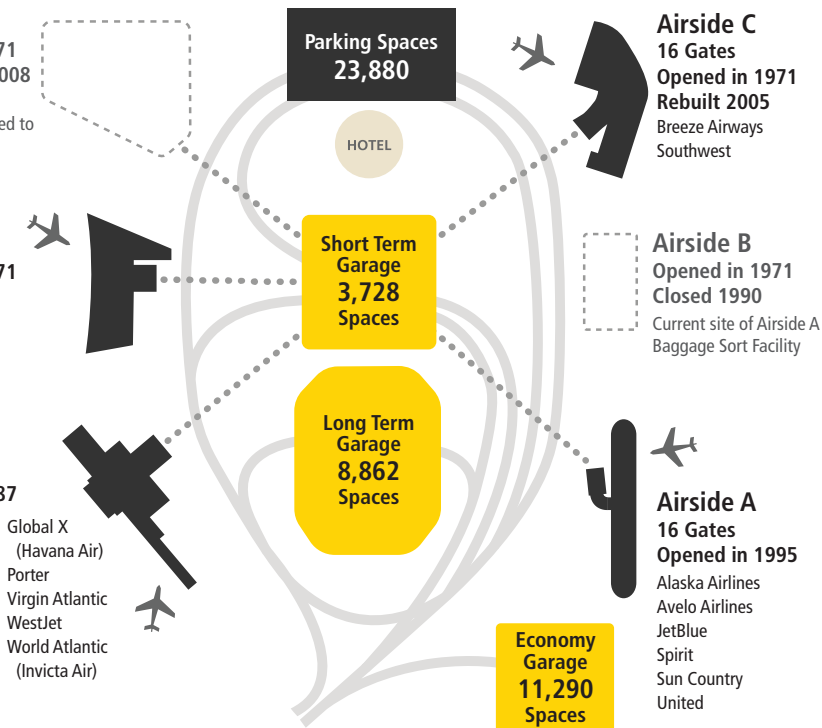 71
008
ed to
Parking Spaces
23,880
HOTEL
Airside C
16 Gates
Opened in 1971
Rebuilt 2005
Breeze Airways
Southwest
71
Short Term
Garage
3,728
Spaces
Airside B
Opened in 1971
Closed 1990
Current site of Airside A
Baggage Sort Facility
Long Term
Garage
8,862
Spaces
37
Global X
(Havana Air)
Porter
Virgin Atlantic
WestJet
World Atlantic
(Invicta Air)
Airside A
16 Gates
Opened in 1995
Alaska Airlines
Avelo Airlines
JetBlue
Spirit
Sun Country
United
Economy
Garage
11,290
Spaces